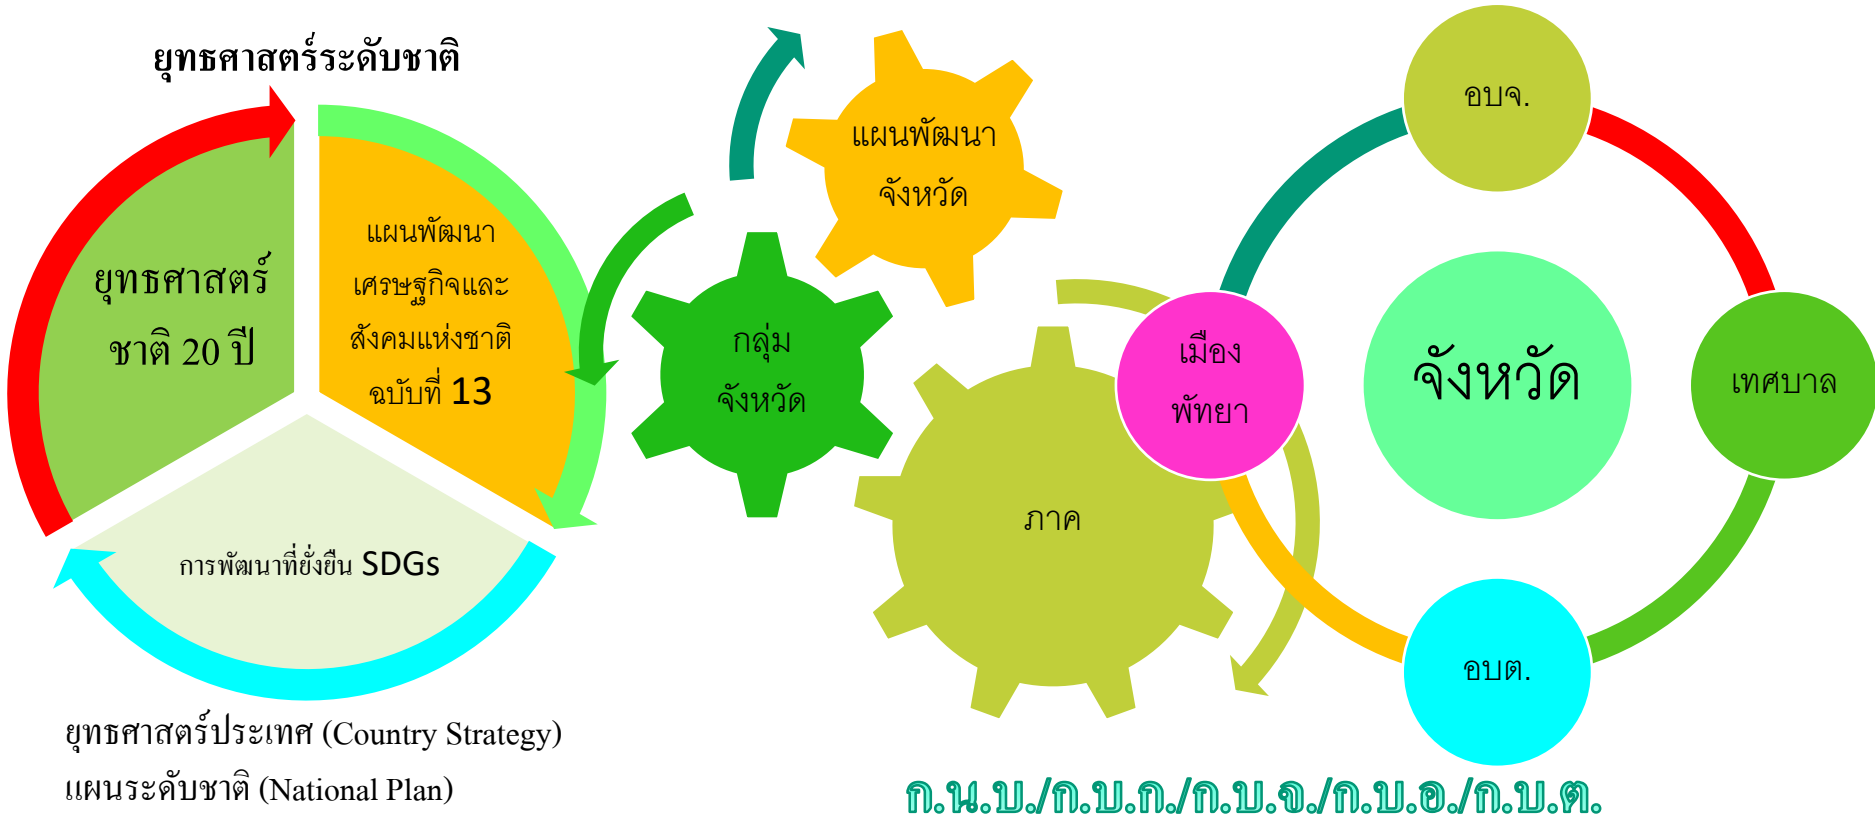 ยุทธศาสตร์ระดับชาติ
ยุทธศาสตร์
ชาติ 20 ปี
แผนพัฒนา
เศรษฐกิจและ
สังคมแห่งชาติ
ฉบับที่ 13
การพัฒนาที่ยั่งยืน SDGs
ยุทธศาสตร์ประเทศ (Country Strategy)
แผนระดับชาติ (National Plan)
แผนพัฒนา
จังหวัด
กลุ่ม
จังหวัด
ภาค
อบจ.
เมือง
พัทยา
จังหวัด
เทศบาล
อบต.
ก.น.บ./ก.บ.ก./ก.บ.จ./ก.บ.อ./ก.บ.ต.